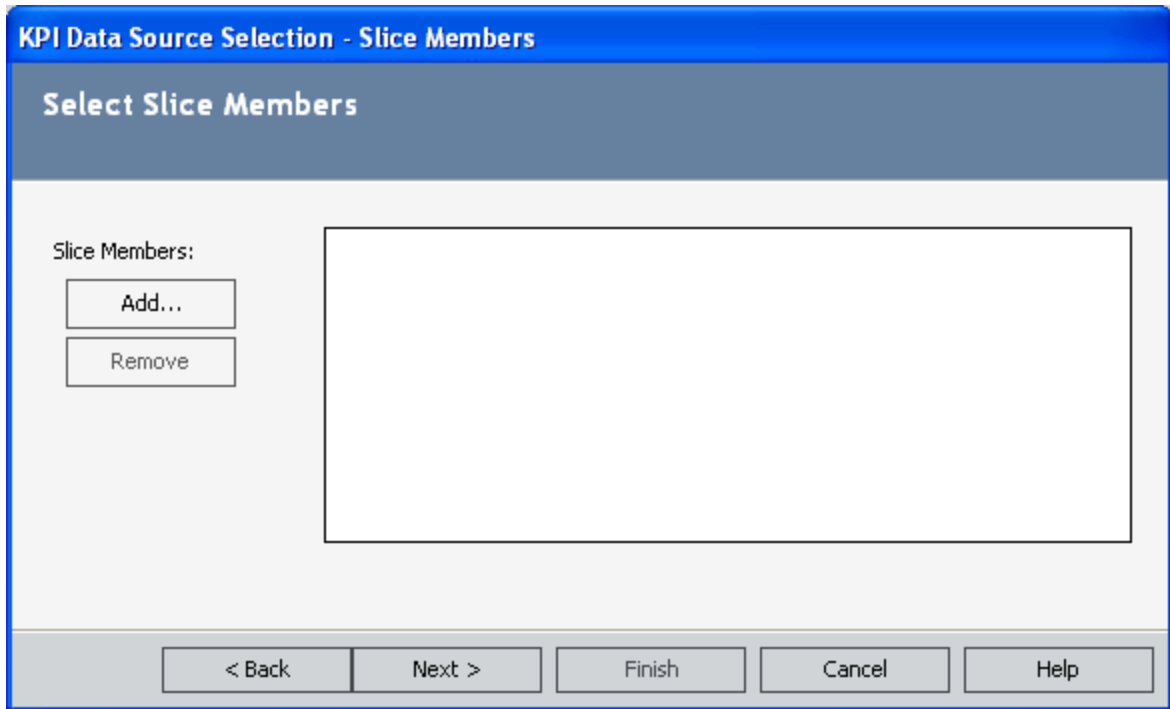 KPI Data Source Selection - Slice Members
Select Slice Members
Slice Members:
Add...
Remove
< Back Next > Finish Cancel Help